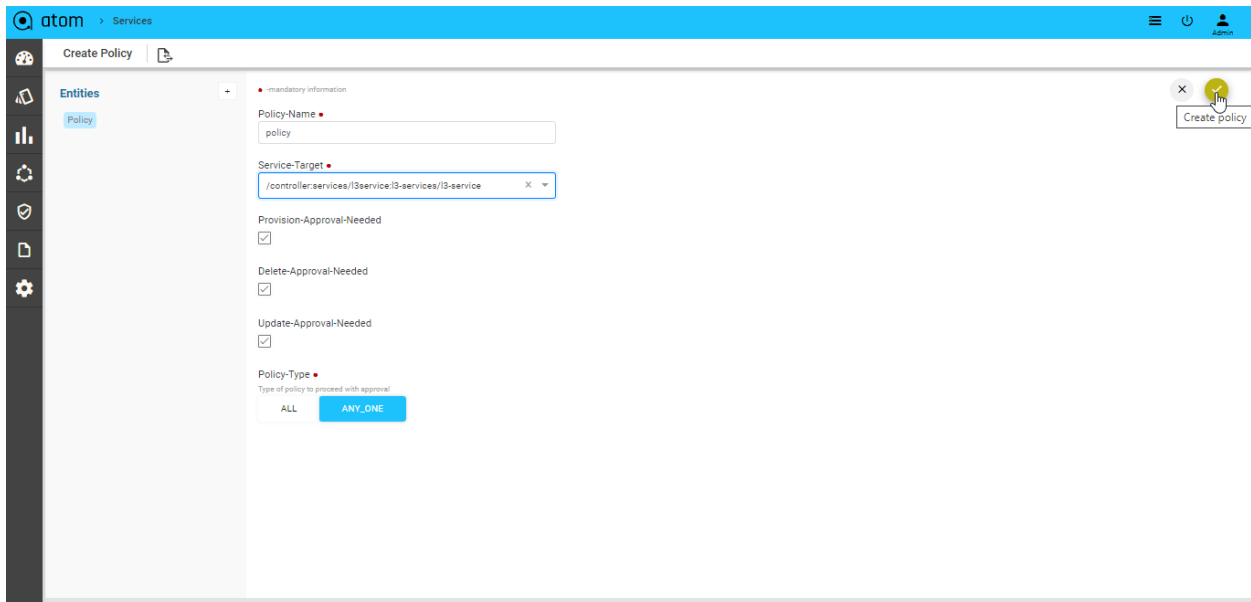 atom > Services
Admin
Create Policy
Entities +
Policy
-mandatory information
Policy-Name
policy
Service-Target
/controller:services/l3service:l3-services/l3-service
Provision-Approval-Needed
Delete-Approval-Needed
Update-Approval-Needed
Policy-Type
Type of policy to proceed with approval
ALL ANY_ONE
Create policy